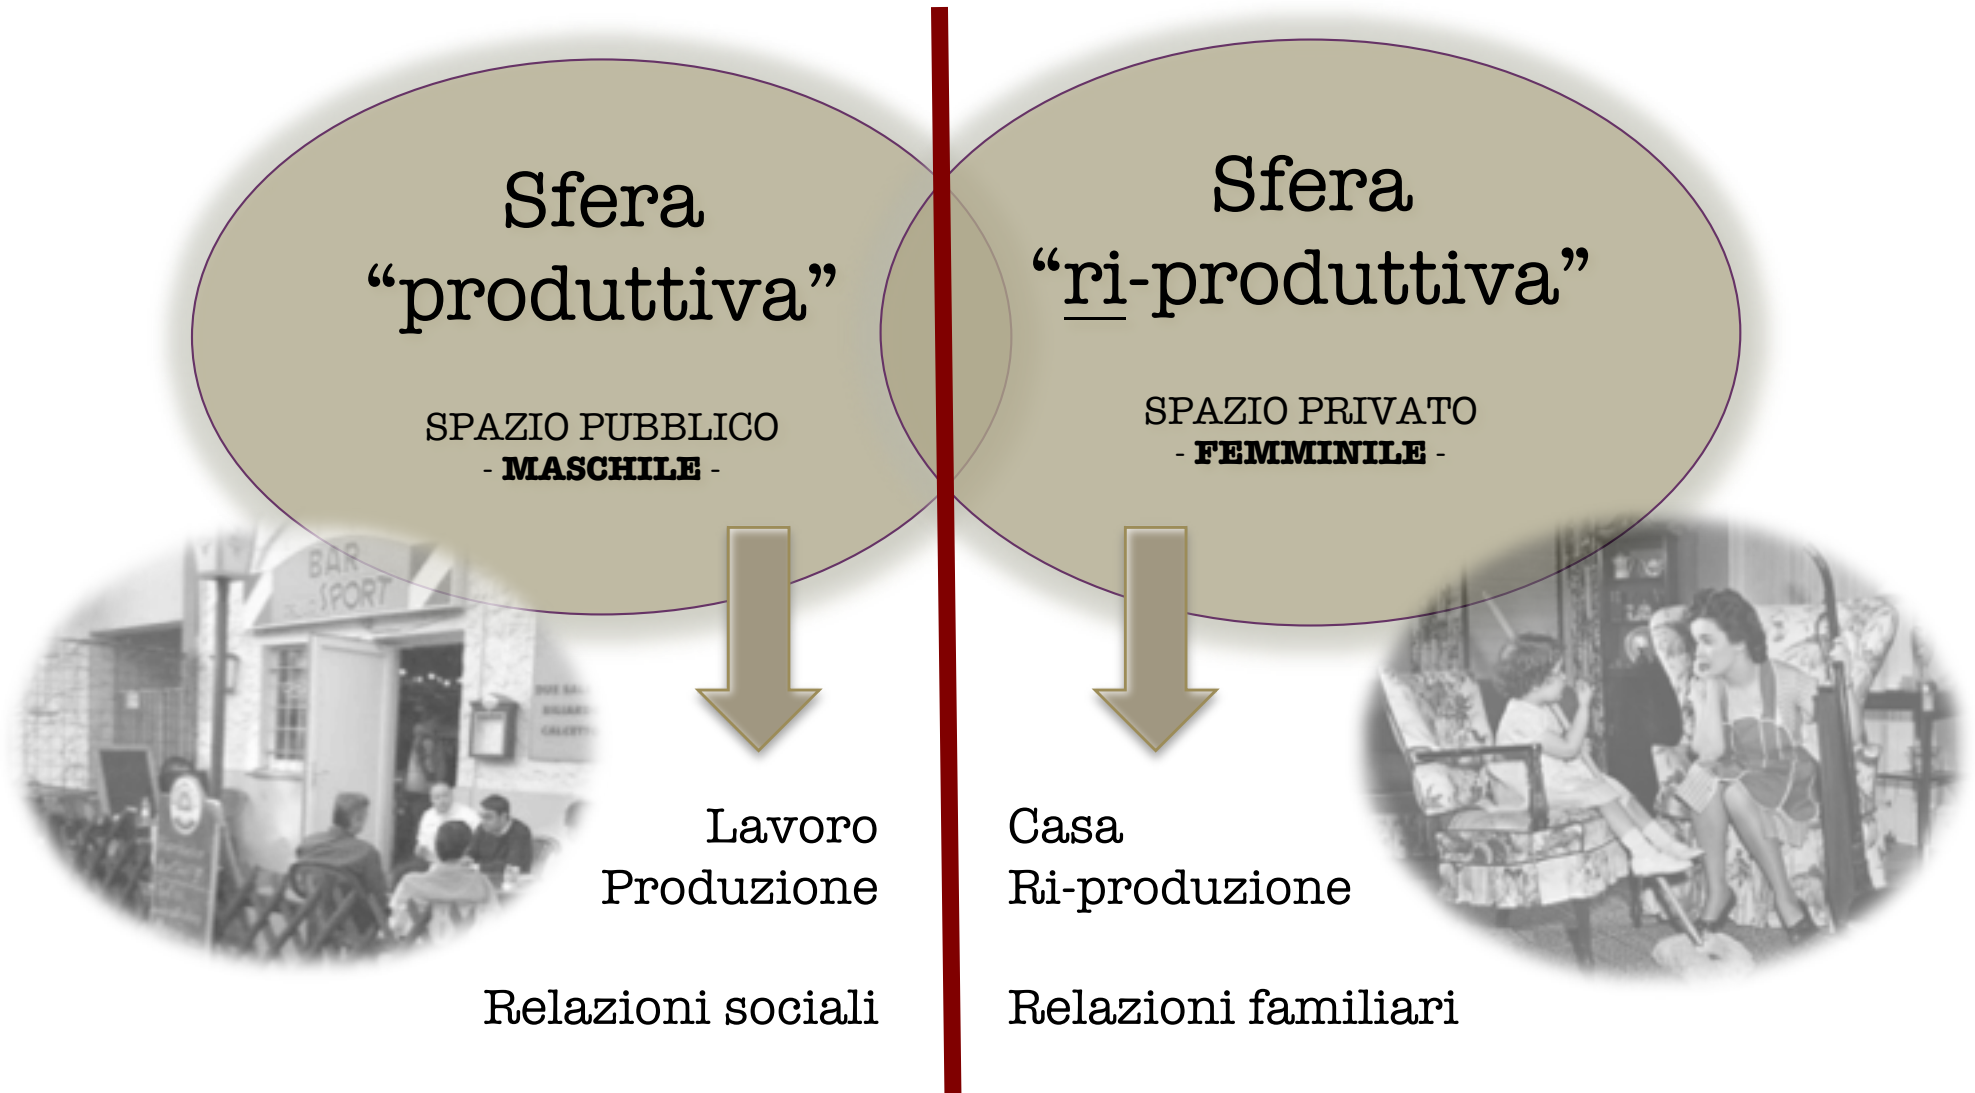 Sfera
“produttiva”
SPAZIO PUBBLICO
- MASCHILE -
Sfera
“ri-produttiva”
SPAZIO PRIVATO
- FEMMINILE -
BAR
SPORT
Lavoro
Produzione
Relazioni sociali
Casa
Ri-produzione
Relazioni familiari